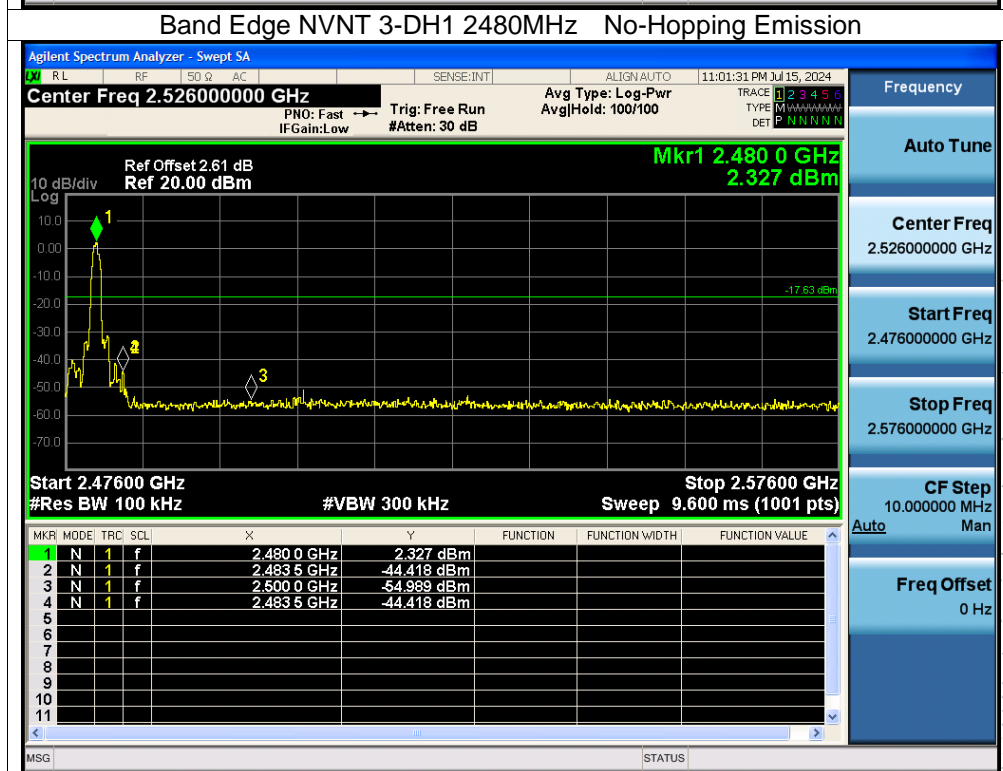 Band Edge NVNT 3-DH1 2480MHz No-Hopping Emission
Agilent Spectrum Analyzer - Swept SA
LXI RL RF 50 Ω AC SENSE:INT ALIGN AUTO 11:01:31 PM Jul 15, 2024
Center Freq 2.526000000 GHz
PNO: Fast
IFGain:Low
Trig: Free Run
#Atten: 30 dB
Avg Type: Log-Pwr
Avg|Hold: 100/100
TRACE 1 2 3 4 5 6
TYPE M WWWWW
DET P N N N N N
Mkr1 2.480 0 GHz
2.327 dBm
Ref Offset 2.61 dB
10 dB/div Ref 20.00 dBm
Log
10.0
0.00
-10.0
-20.0
-30.0
-40.0
-50.0
-60.0
-70.0
1
3
-17.63 dBm
Start 2.47600 GHz Stop 2.57600 GHz
#Res BW 100 kHz #VBW 300 kHz Sweep 9.600 ms (1001 pts)
MKR MODE TRC SCL X Y FUNCTION FUNCTION WIDTH FUNCTION VALUE
1 N 1 f 2.480 0 GHz 2.327 dBm
2 N 1 f 2.483 5 GHz -44.418 dBm
3 N 1 f 2.500 0 GHz -54.989 dBm
4 N 1 f 2.483 5 GHz -44.418 dBm
5
6
7
8
9
10
11
MSG STATUS
Frequency
Auto Tune
Center Freq
2.526000000 GHz
Start Freq
2.476000000 GHz
Stop Freq
2.576000000 GHz
CF Step
10.000000 MHz
Auto Man
Freq Offset
0 Hz